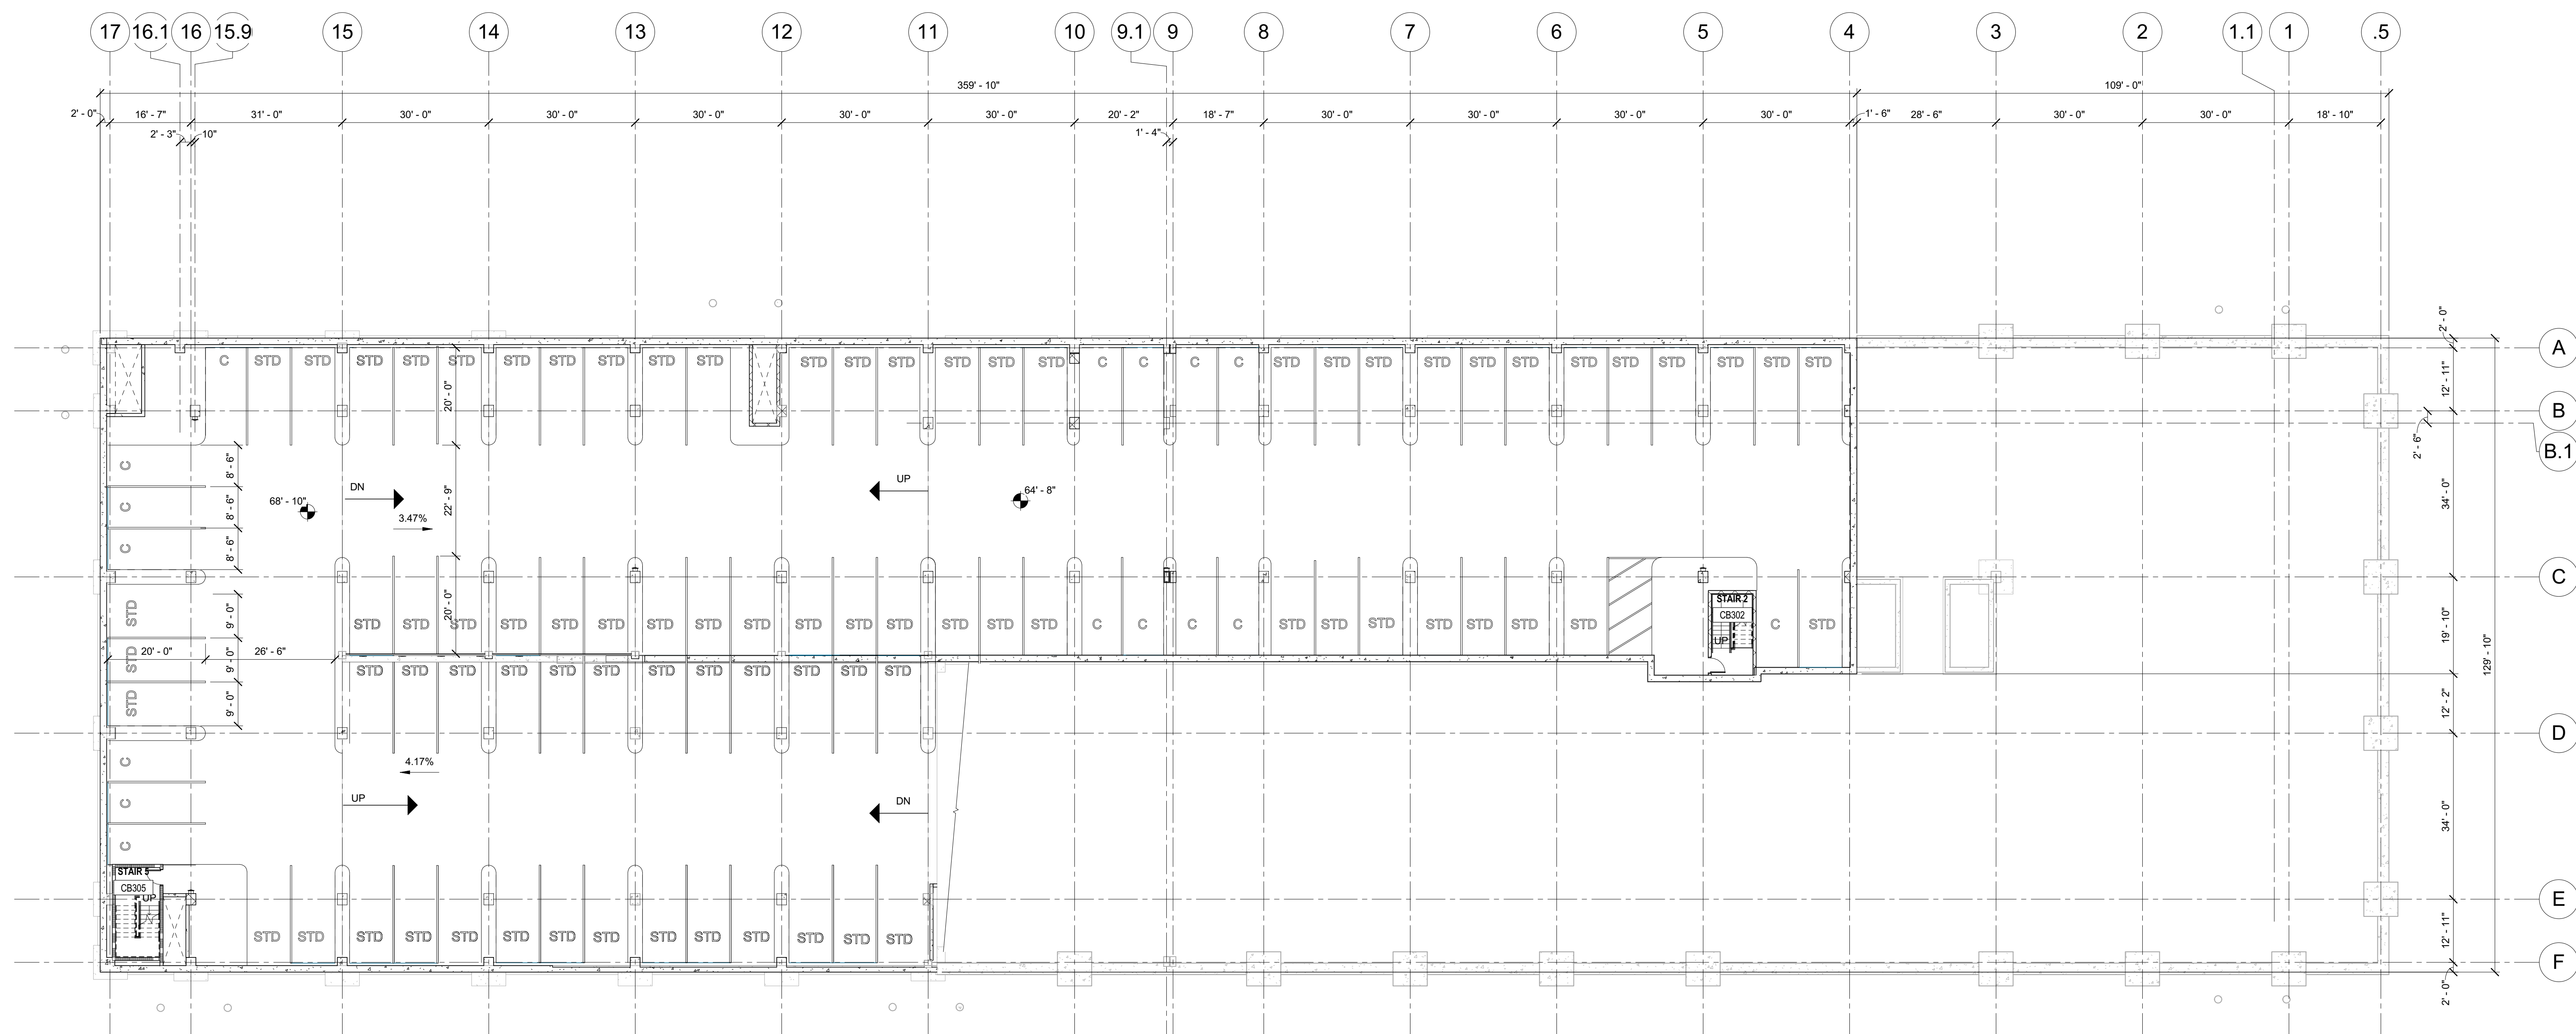 17 16.1 16 15.9 15 14 13 12 11 10 9.1 9 8 7 6 5 4 3 2 1.1 1 .5
359' - 10" 109' - 0"
2' - 0" 16' - 7" 31' - 0" 30' - 0" 30' - 0" 30' - 0" 30' - 0" 30' - 0" 20' - 2" 18' - 7" 30' - 0" 30' - 0" 30' - 0" 30' - 0" 1' - 6" 28' - 6" 30' - 0" 30' - 0" 18' - 10"
2' - 3" 10" 1' - 4"
2' - 0"
A
C STD STD STD STD STD STD STD STD STD STD STD STD STD STD STD STD C C C C STD STD STD STD STD STD STD STD STD STD STD STD
12' - 11"
20' - 0"
B
2' - 6"
B.1
C
8' - 6"
C
8' - 6"
C
8' - 6"
DN
UP
68' - 10"
64' - 8"
22' - 9"
3.47%
34' - 0"
C
STAIR 2
CB302
UP
STD
9' - 0"
20' - 0"
19' - 10"
STD STD STD STD STD STD STD STD STD STD STD STD STD STD STD STD C C C C STD STD STD STD STD STD STD C STD
STD
9' - 0"
20' - 0" 26' - 6"
129' - 10"
STD STD STD STD STD STD STD STD STD STD STD STD
STD
9' - 0"
12' - 2"
D
C
4.17%
C
UP
DN
34' - 0"
C
STAIR 5
CB305
UP
E
STD STD STD STD STD STD STD STD STD STD STD STD STD STD
12' - 11"
F
2' - 0"